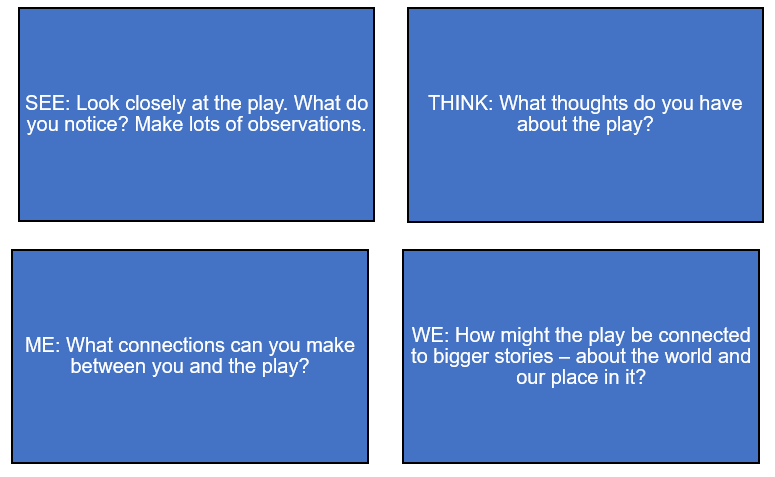 SEE: Look closely at the play. What do
you notice? Make lots of observations.
THINK: What thoughts do you have
about the play?
ME: What connections can you make
between you and the play?
WE: How might the play be connected
to bigger stories – about the world and
our place in it?